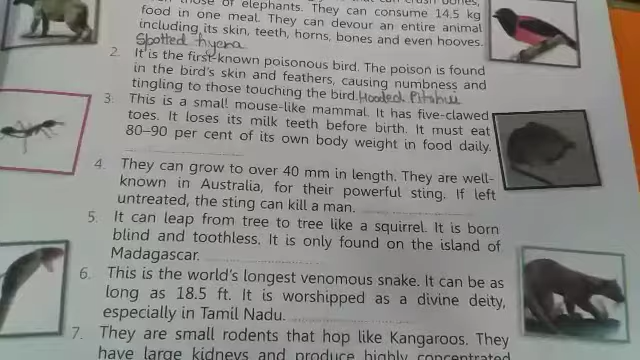 those of elephants. They can consume 14.5 kg
food in one meal. They can devour an entire animal
including its skin, teeth, horns, bones and even hooves.
Spotted hyena
2. It is the first known poisonous bird. The poison is found
in the bird's skin and feathers, causing numbness and
tingling to those touching the bird. Hooded Pitohui
3. This is a small mouse-like mammal. It has five-clawed
toes. It loses its milk teeth before birth. It must eat
80–90 per cent of its own body weight in food daily.
4. They can grow to over 40 mm in length. They are well-
known in Australia, for their powerful sting. If left
untreated, the sting can kill a man.
5. It can leap from tree to tree like a squirrel. It is born
blind and toothless. It is only found on the island of
Madagascar.
6. This is the world's longest venomous snake. It can be as
long as 18.5 ft. It is worshipped as a divine deity,
especially in Tamil Nadu.
7. They are small rodents that hop like Kangaroos. They
have large kidneys and produce highly concentrated